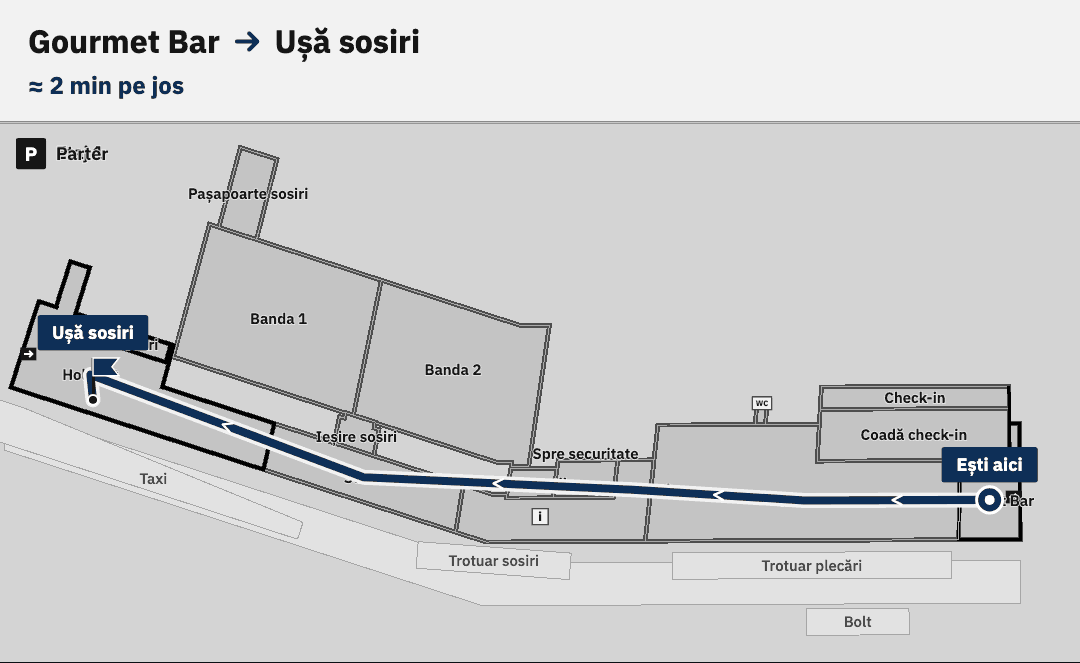 Gourmet Bar → Ușă sosiri
≈ 2 min pe jos
P Parter
Pașapoarte sosiri
Banda 1
Ușă sosiri
Banda 2
Check-in
wc
Coadă check-in
Ieșire sosiri
Spre securitate
Ești aici
Bar
Taxi
i
Trotuar sosiri
Trotuar plecări
Bolt